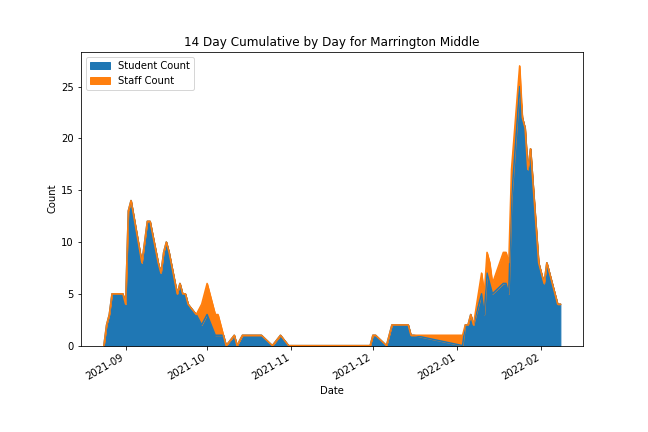 14 Day Cumulative by Day for Marrington Middle
Student Count
Staff Count
25
20
15
10
5
0
Count
2021-09
2021-10
2021-11
2021-12
2022-01
2022-02
Date